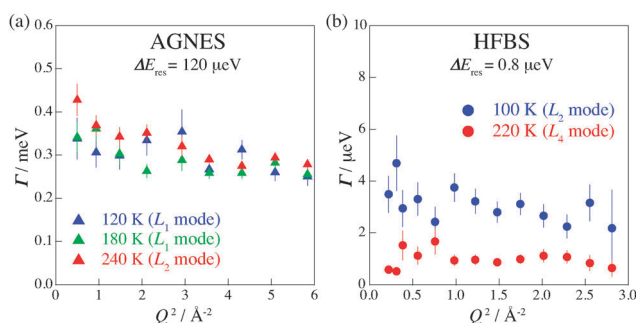 (a)
AGNES
ΔE_res = 120 μeV
Γ / meV
0.6
0.5
0.4
0.3
0.2
0.1
0
120 K (L₁ mode)
180 K (L₁ mode)
240 K (L₂ mode)
0 1 2 3 4 5 6
Q² / Å⁻²
(b)
HFBS
ΔE_res = 0.8 μeV
Γ / μeV
10
8
6
4
2
0
100 K (L₂ mode)
220 K (L₄ mode)
0.0 0.5 1.0 1.5 2.0 2.5 3.0
Q² / Å⁻²